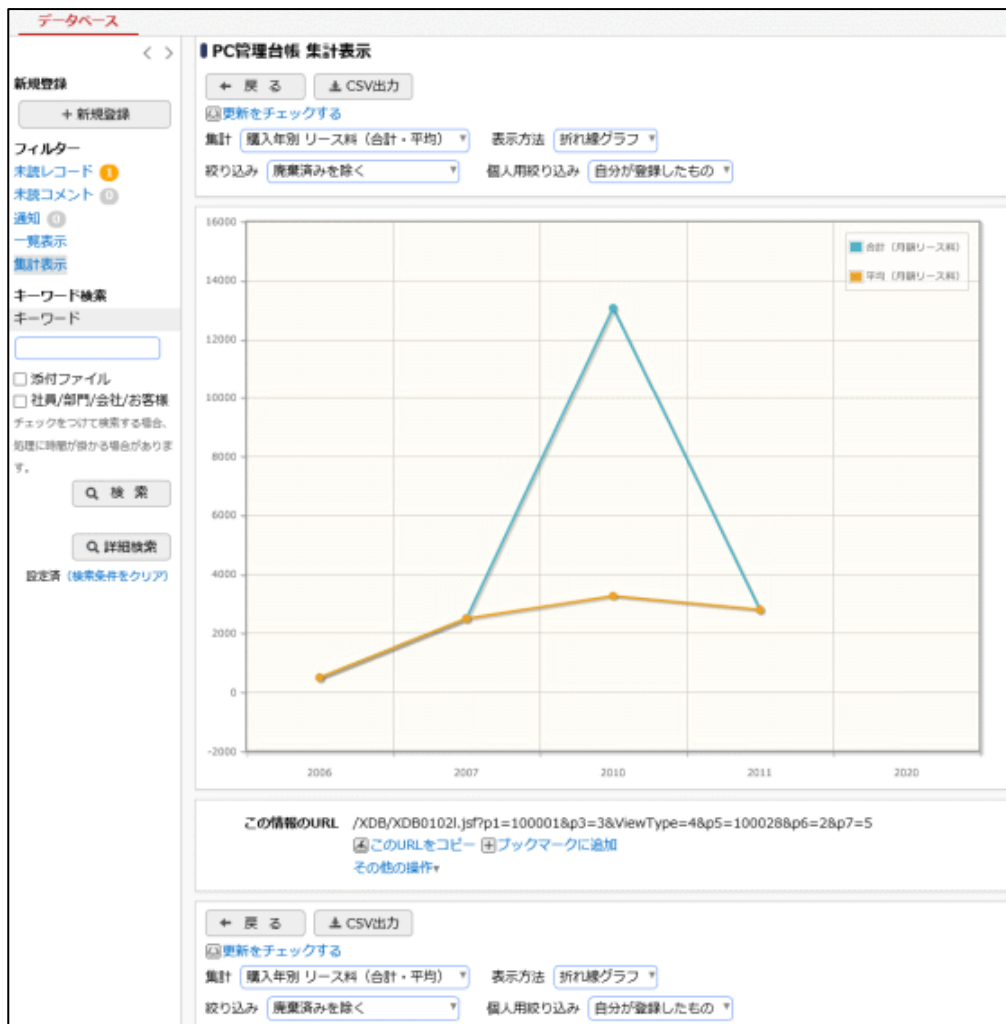 データベース
< >
新規登録
+ 新規登録
フィルター
未読レコード 1
未読コメント 0
通知 0
一覧表示
集計表示
キーワード検索
キーワード
添付ファイル
社員/部門/会社/お客様
チェックをつけて検索する場合、
処理に時間が掛かる場合がありま
す。
検 索
詳細検索
設定済 (検索条件をクリア)
PC管理台帳 集計表示
← 戻 る CSV出力
更新をチェックする
集計 購入年別 リース料（合計・平均） 表示方法 折れ線グラフ
絞り込み 廃棄済みを除く 個人用絞り込み 自分が登録したもの
16000
14000
12000
10000
8000
6000
4000
2000
0
-2000
合計（月額リース料）
平均（月額リース料）
2006 2007 2010 2011 2020
この情報のURL /XDB/XDB0102l.jsf?p1=100001&p3=3&ViewType=4&p5=100028&p6=2&p7=5
このURLをコピー ブックマークに追加
その他の操作▾
← 戻 る CSV出力
更新をチェックする
集計 購入年別 リース料（合計・平均） 表示方法 折れ線グラフ
絞り込み 廃棄済みを除く 個人用絞り込み 自分が登録したもの